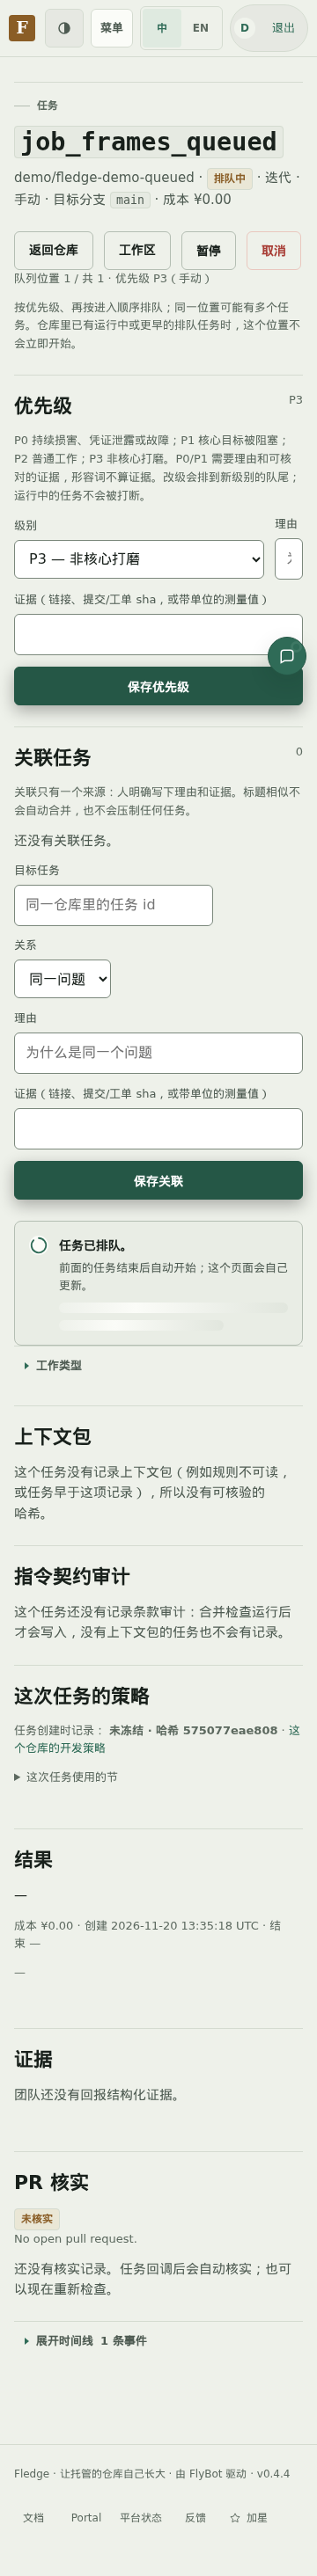 F 菜单 中 EN D 退出
任务
job_frames_queued
demo/fledge-demo-queued · 排队中 · 迭代 ·
手动 · 目标分支 main · 成本 ¥0.00
返回仓库 工作区 暂停 取消
队列位置 1 / 共 1 · 优先级 P3（手动）
按优先级、再按进入顺序排队；同一位置可能有多个任
务。仓库里已有运行中或更早的排队任务时，这个位置不
会立即开始。
优先级 P3
P0 持续损害、凭证泄露或故障；P1 核心目标被阻塞；
P2 普通工作；P3 非核心打磨。P0/P1 需要理由和可核
对的证据，形容词不算证据。改级会排到新级别的队尾；
运行中的任务不会被打断。
级别 理由
P3 — 非核心打磨
证据（链接、提交/工单 sha，或带单位的测量值）
保存优先级
关联任务 0
关联只有一个来源：人明确写下理由和证据。标题相似不
会自动合并，也不会压制任何任务。
还没有关联任务。
目标任务
同一仓库里的任务 id
关系
同一问题
理由
为什么是同一个问题
证据（链接、提交/工单 sha，或带单位的测量值）
保存关联
任务已排队。
前面的任务结束后自动开始；这个页面会自己
更新。
工作类型
上下文包
这个任务没有记录上下文包（例如规则不可读，
或任务早于这项记录），所以没有可核验的
哈希。
指令契约审计
这个任务还没有记录条款审计：合并检查运行后
才会写入，没有上下文包的任务也不会有记录。
这次任务的策略
任务创建时记录： 未冻结 · 哈希 575077eae808 · 这
个仓库的开发策略
这次任务使用的节
结果
—
成本 ¥0.00 · 创建 2026-11-20 13:35:18 UTC · 结
束 —
—
证据
团队还没有回报结构化证据。
PR 核实
未核实
No open pull request.
还没有核实记录。任务回调后会自动核实；也可
以现在重新检查。
展开时间线 1 条事件
Fledge · 让托管的仓库自己长大 · 由 FlyBot 驱动 · v0.4.4
文档 Portal 平台状态 反馈 加星